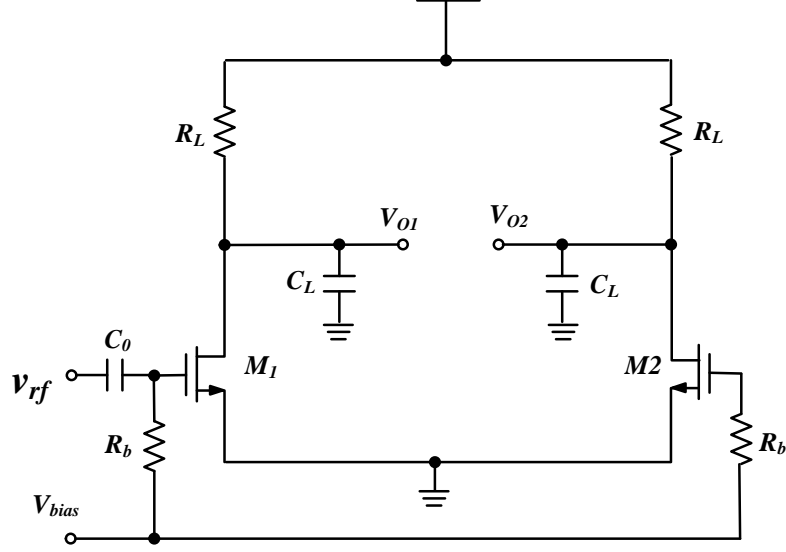 R_L
R_L
V_O1
V_O2
C_L
C_L
C_0
M_1
M2
v_rf
R_b
R_b
V_bias